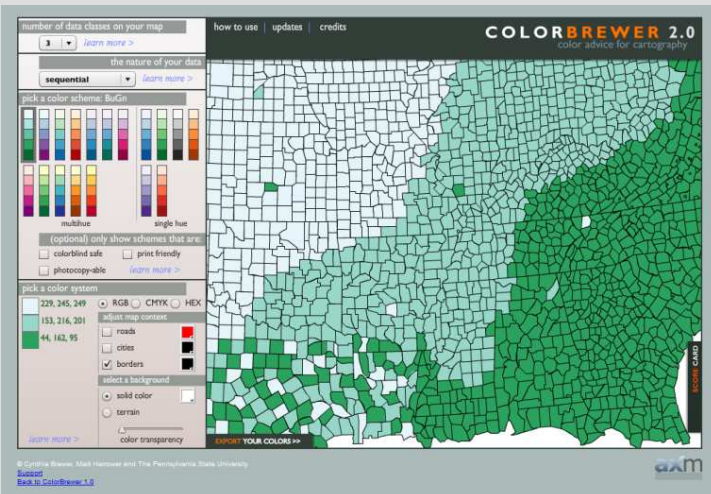 number of data classes on your map
3
learn more >
the nature of your data
sequential
learn more >
pick a color scheme: BuGn
multihue
single hue
(optional) only show schemes that are:
colorblind safe
print friendly
photocopy-able
learn more >
pick a color system
229, 245, 249
153, 216, 201
44, 162, 95
RGB
CMYK
HEX
adjust map context
roads
cities
borders
select a background
solid color
terrain
color transparency
learn more >
how to use | updates | credits
COLORBREWER 2.0
color advice for cartography
SCORE CARD
EXPORT YOUR COLORS >>
© Cynthia Brewer, Mark Harrower and The Pennsylvania State University
Support
Back to ColorBrewer 1.0
axm